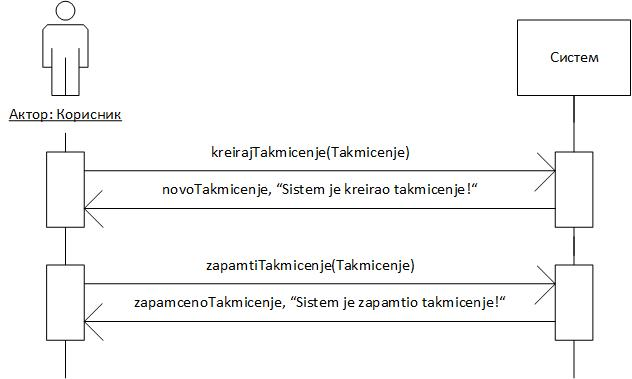 Систем
Актор: Корисник
kreirajTakmicenje(Takmicenje)
novoTakmicenje, “Sistem je kreirao takmicenje!“
zapamtiTakmicenje(Takmicenje)
zapamcenoTakmicenje, “Sistem je zapamtio takmicenje!“